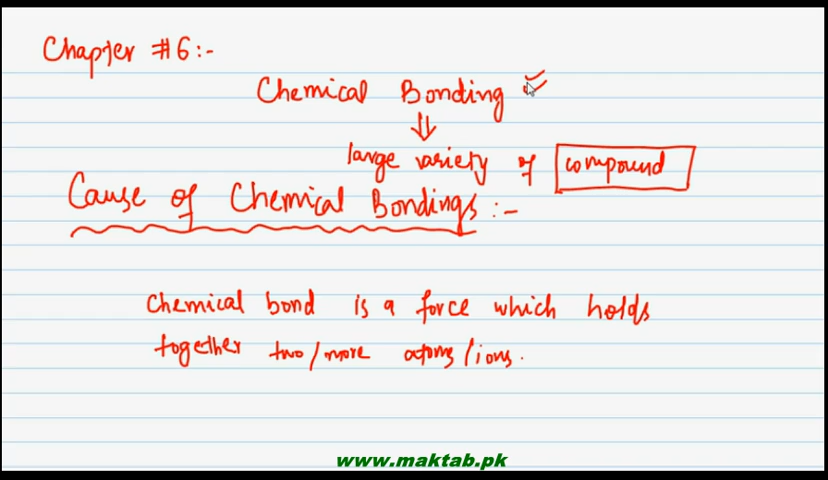 Chapter #6:-
Chemical Bonding
large variety of compound
Cause of Chemical Bondings :-
Chemical bond is a force which holds
together two/more atoms/ions.
www.maktab.pk